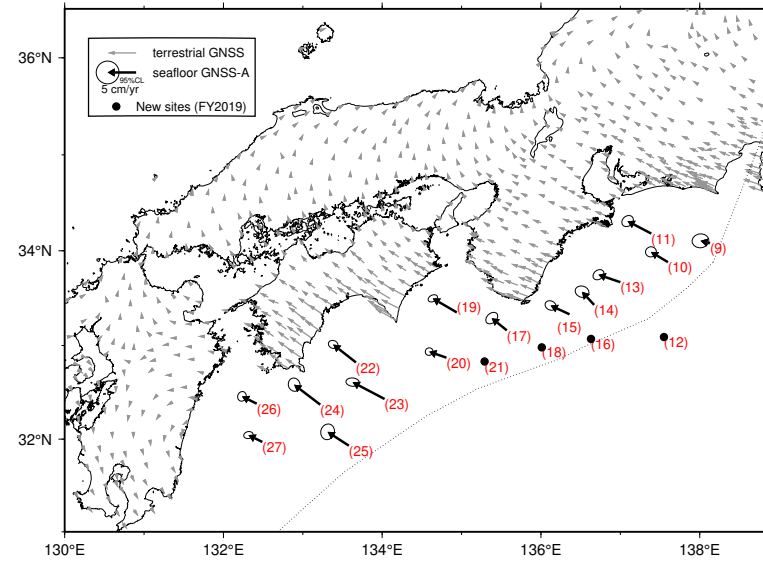 36°N
34°N
32°N
130°E
132°E
134°E
136°E
138°E
terrestrial GNSS
seafloor GNSS-A
95%CL
5 cm/yr
New sites (FY2019)
(11)
(9)
(10)
(13)
(14)
(19)
(15)
(17)
(16)
(12)
(18)
(20)
(21)
(22)
(23)
(24)
(26)
(27)
(25)